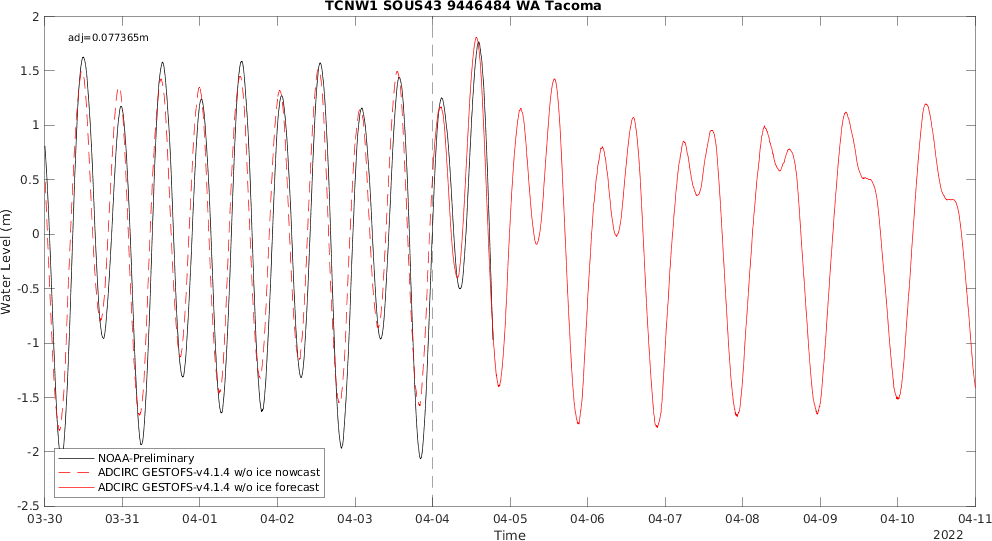 TCNW1 SOUS43 9446484 WA Tacoma
adj=0.077365m
2
1.5
1
0.5
0
-0.5
-1
-1.5
-2
-2.5
Water Level (m)
NOAA-Preliminary
ADCIRC GESTOFS-v4.1.4 w/o ice nowcast
ADCIRC GESTOFS-v4.1.4 w/o ice forecast
03-30 03-31 04-01 04-02 04-03 04-04 04-05 04-06 04-07 04-08 04-09 04-10 04-11
Time
2022